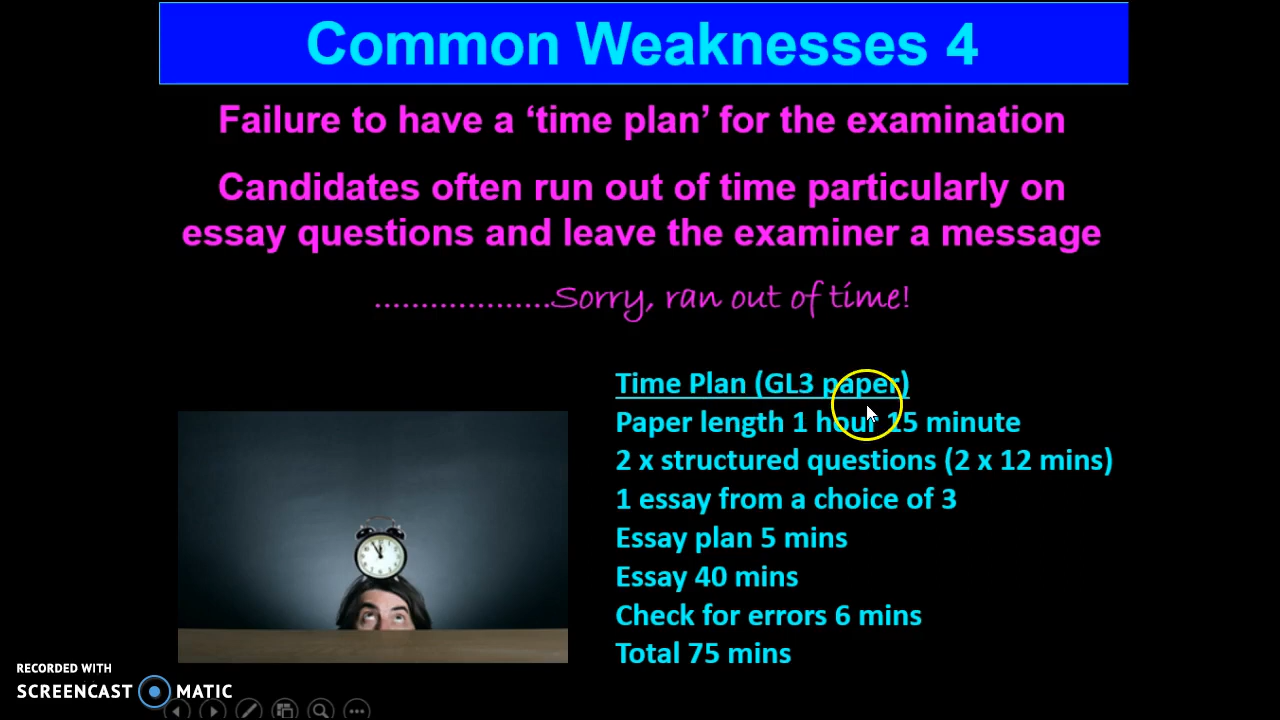 Common Weaknesses 4
Failure to have a ‘time plan’ for the examination
Candidates often run out of time particularly on
essay questions and leave the examiner a message
...................Sorry, ran out of time!
Time Plan (GL3 paper)
Paper length 1 hour 15 minute
2 x structured questions (2 x 12 mins)
1 essay from a choice of 3
Essay plan 5 mins
Essay 40 mins
Check for errors 6 mins
Total 75 mins
RECORDED WITH
SCREENCAST MATIC